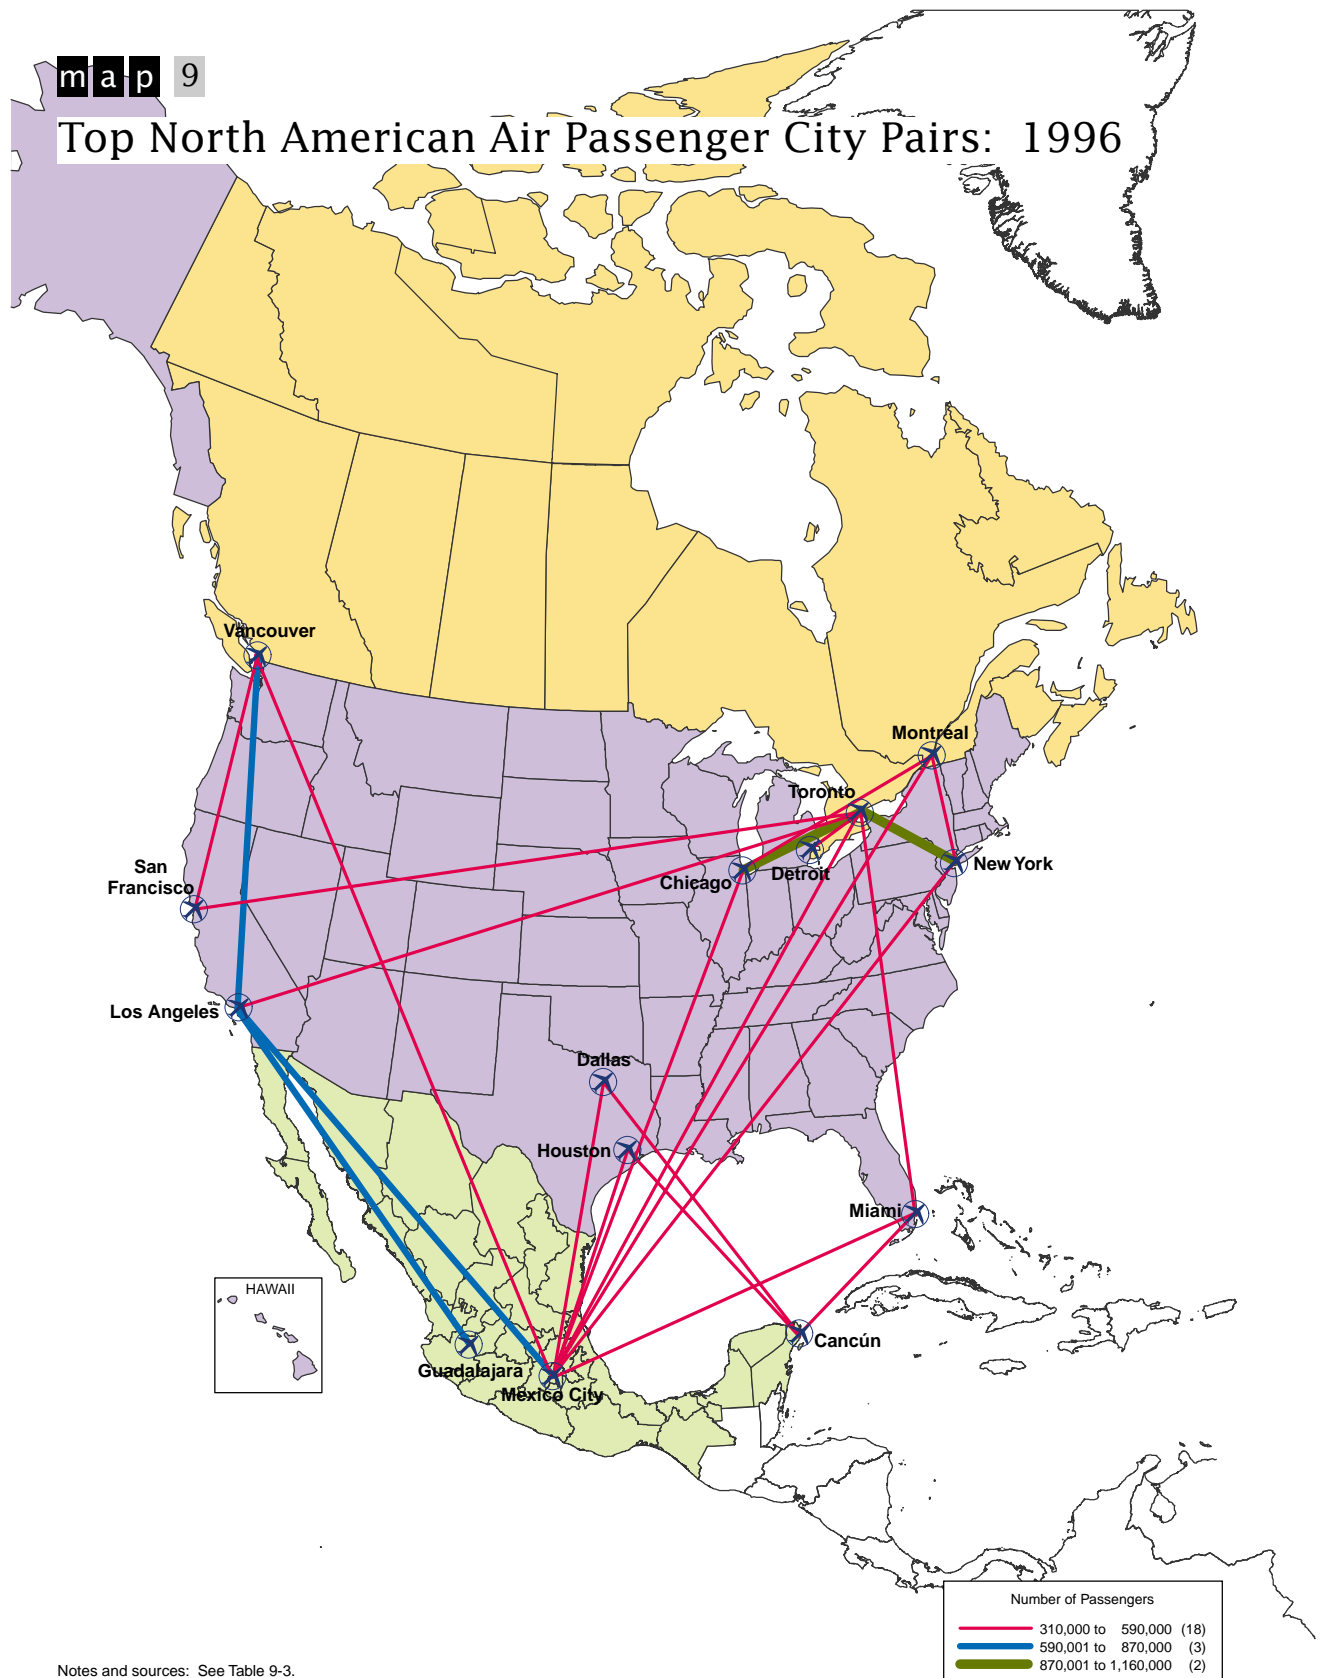 map 9
Top North American Air Passenger City Pairs: 1996
Vancouver
Montréal
Toronto
San
Francisco
Chicago
Detroit
New York
Los Angeles
Dallas
Houston
Miami
HAWAII
Cancún
Guadalajara
Mexico City
Number of Passengers
310,000 to 590,000 (18)
590,001 to 870,000 (3)
870,001 to 1,160,000 (2)
Notes and sources: See Table 9-3.